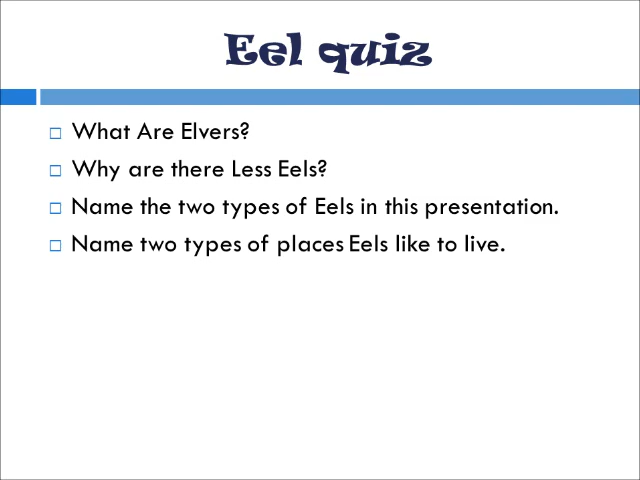 Eel quiz
What Are Elvers?
Why are there Less Eels?
Name the two types of Eels in this presentation.
Name two types of places Eels like to live.